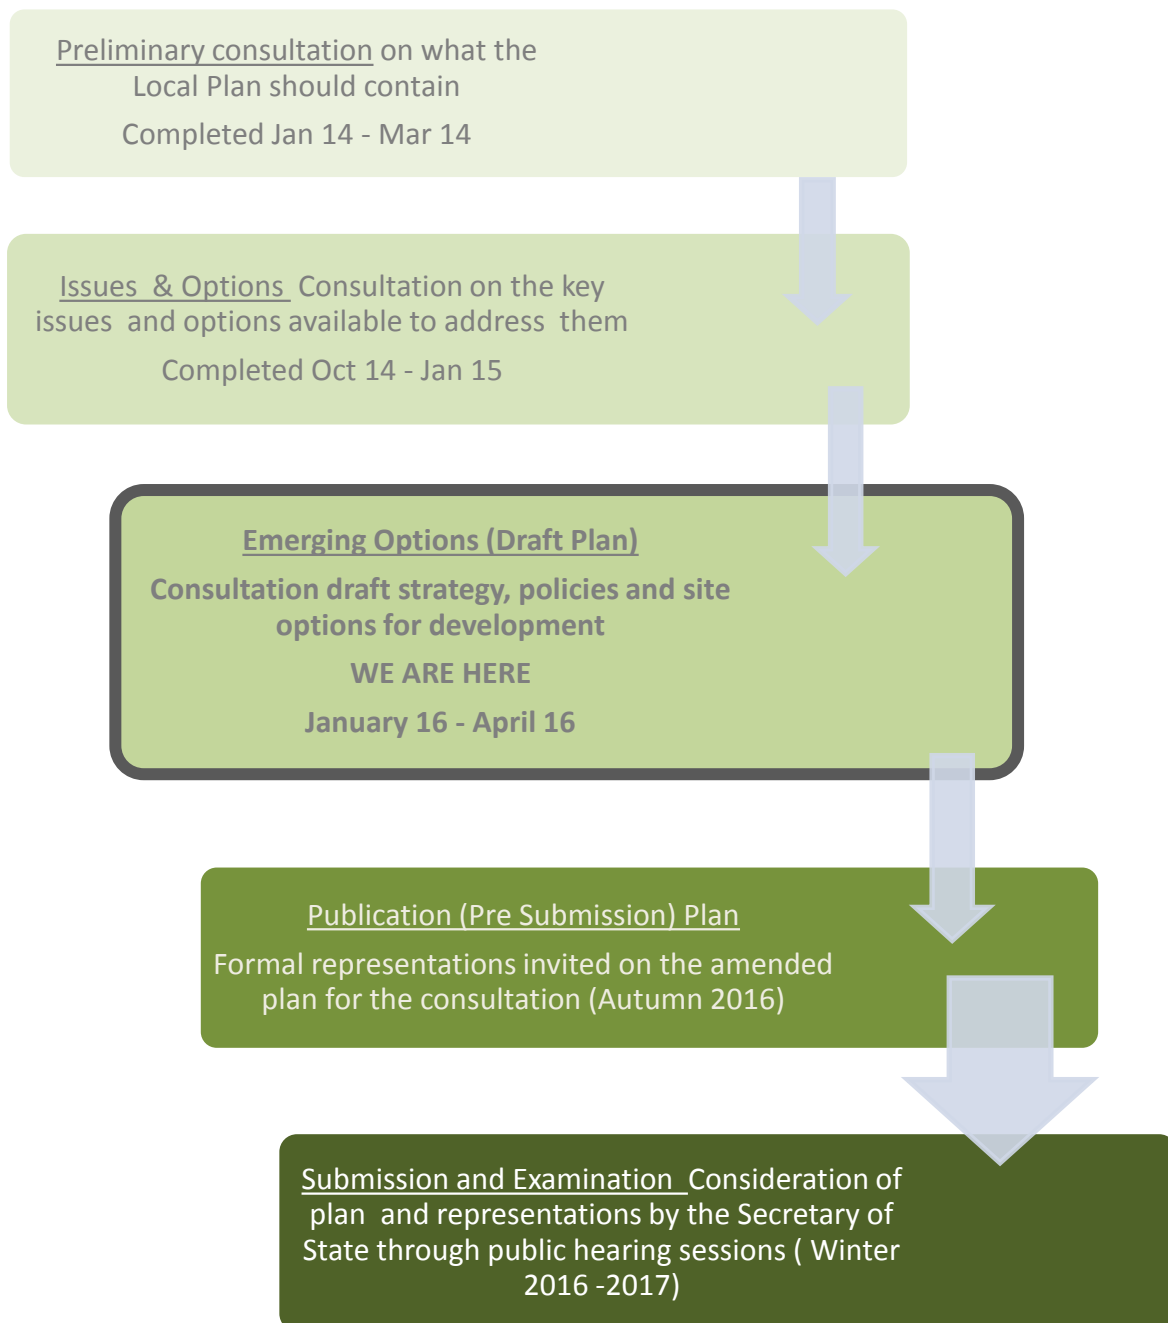 Preliminary consultation on what the
Local Plan should contain
Completed Jan 14 - Mar 14
Issues & Options Consultation on the key
issues and options available to address them
Completed Oct 14 - Jan 15
Emerging Options (Draft Plan)
Consultation draft strategy, policies and site
options for development
WE ARE HERE
January 16 - April 16
Publication (Pre Submission) Plan
Formal representations invited on the amended
plan for the consultation (Autumn 2016)
Submission and Examination Consideration of
plan and representations by the Secretary of
State through public hearing sessions ( Winter
2016 -2017)